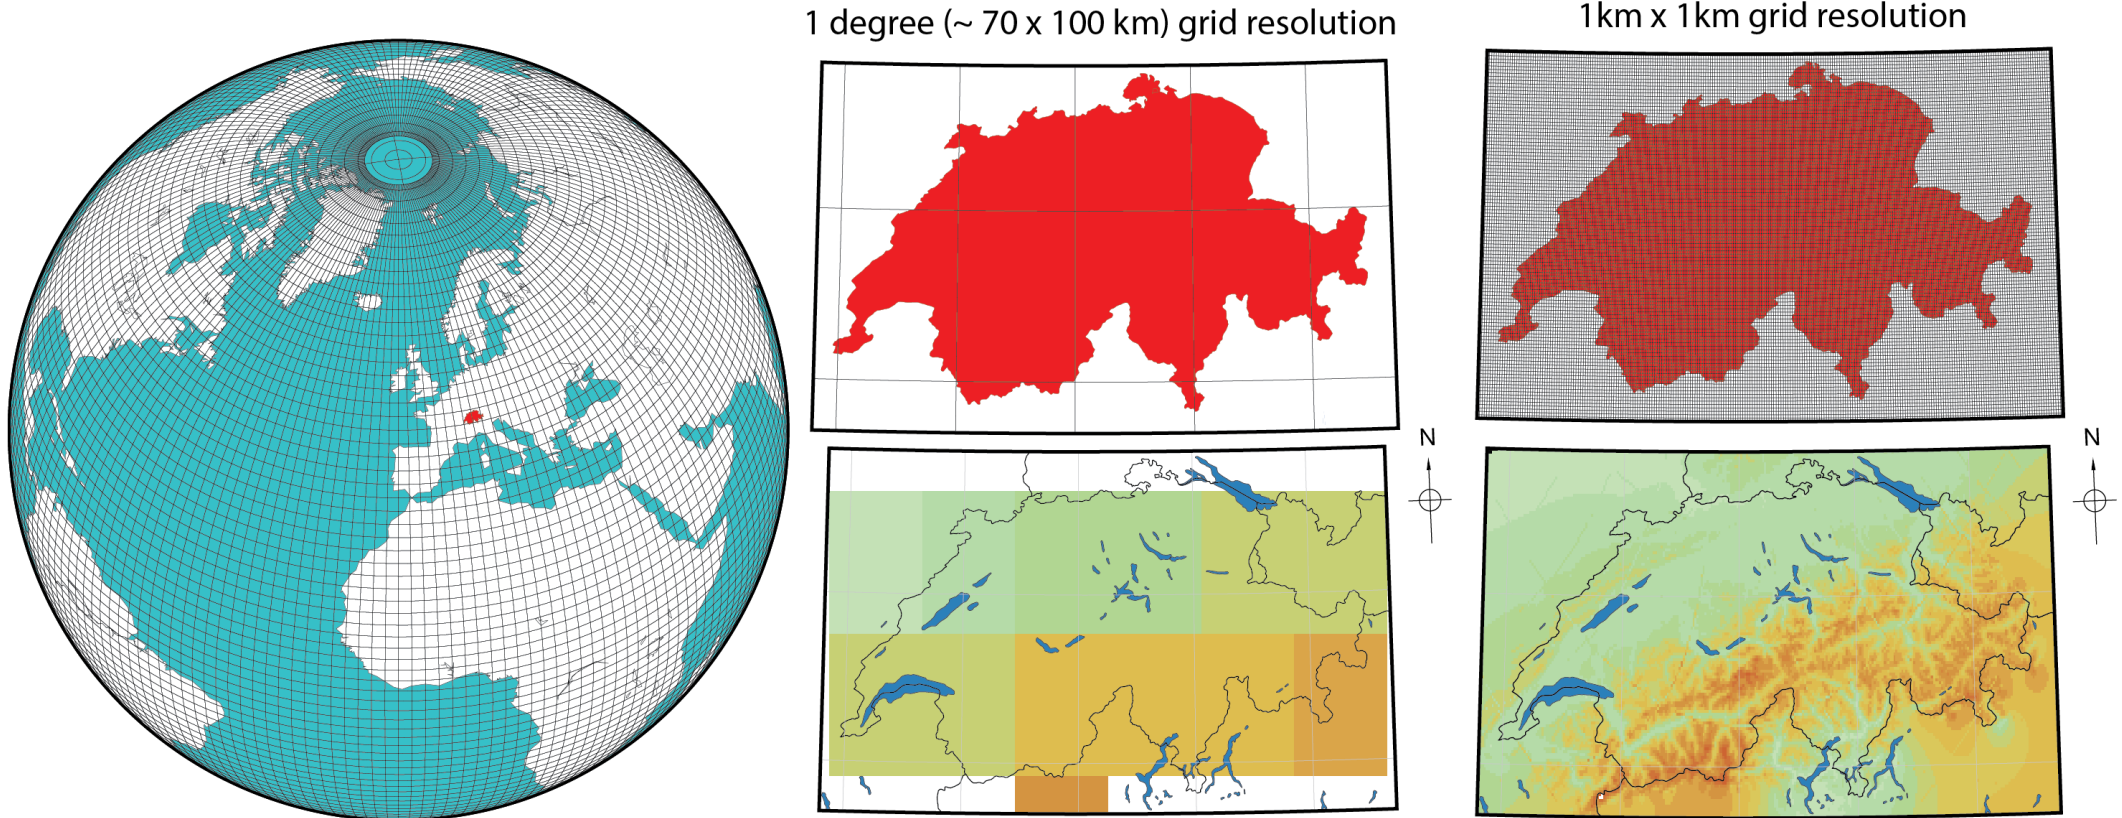 1 degree (~ 70 x 100 km) grid resolution
1km x 1km grid resolution
N
N